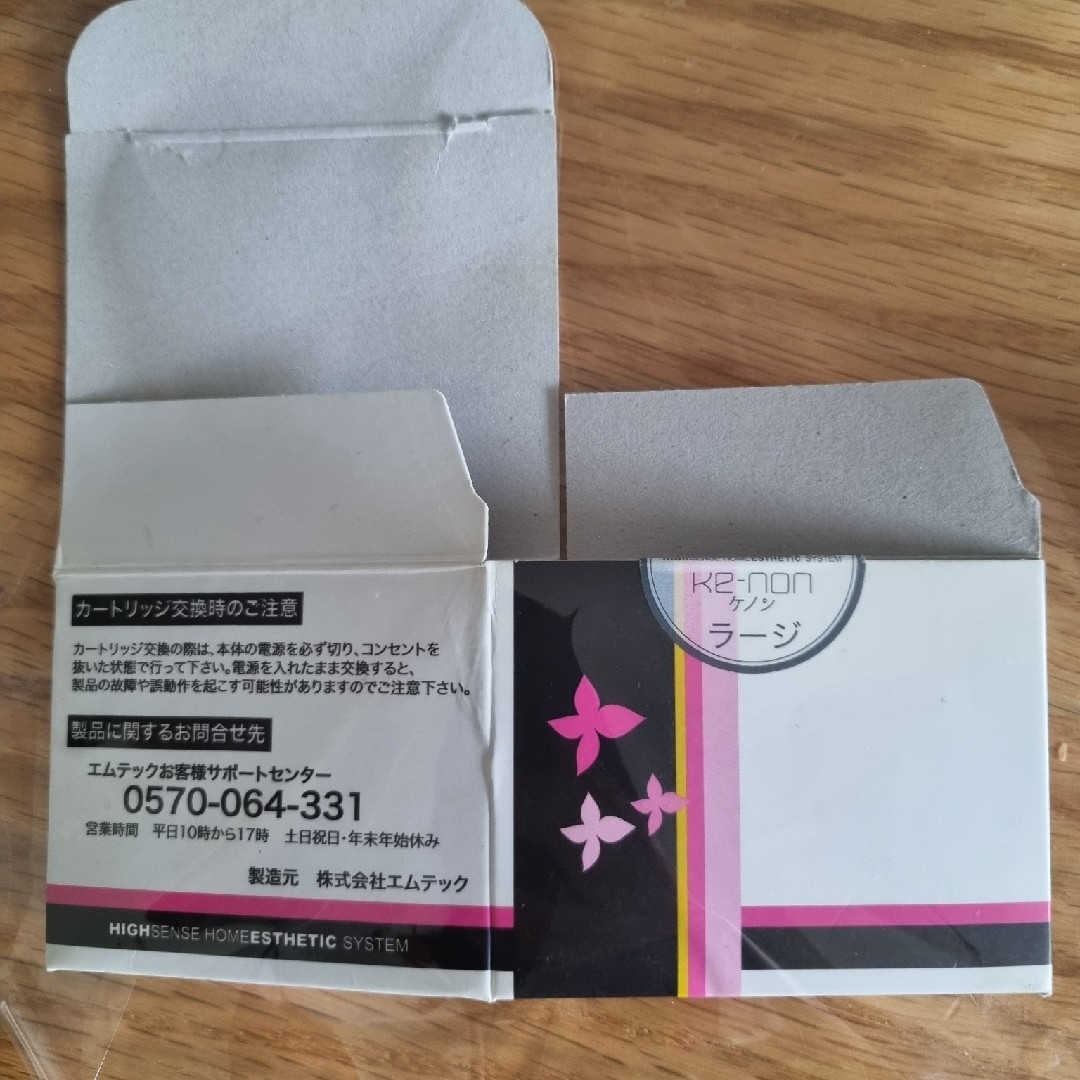 カートリッジ交換時のご注意
カートリッジ交換の際は、本体の電源を必ず切り、コンセントを
抜いた状態で行って下さい。電源を入れたまま交換すると、
製品の故障や誤動作を起こす可能性がありますのでご注意下さい。
製品に関するお問合せ先
エムテックお客様サポートセンター
0570-064-331
営業時間　平日10時から17時　土日祝日・年末年始休み
製造元　株式会社エムテック
HIGHSENSE HOMEESTHETIC SYSTEM
HIGHSENSE HOMEESTHETIC SYSTEM
Ke-non
ケノン
ラージ